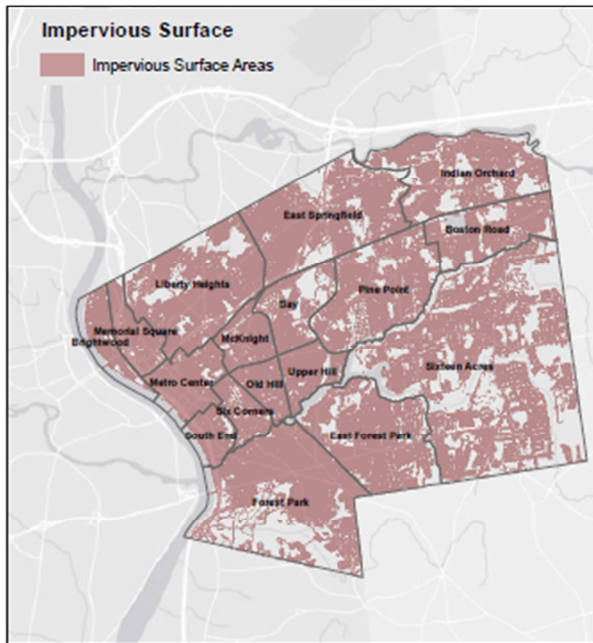 Impervious Surface
Impervious Surface Areas
Indian Orchard
East Springfield
Boston Road
Liberty Heights
Bay
Pine Point
Memorial Square
Brightwood
McKnight
Upper Hill
Sixteen Acres
Metro Center
Old Hill
Six Corners
South End
East Forest Park
Forest Park